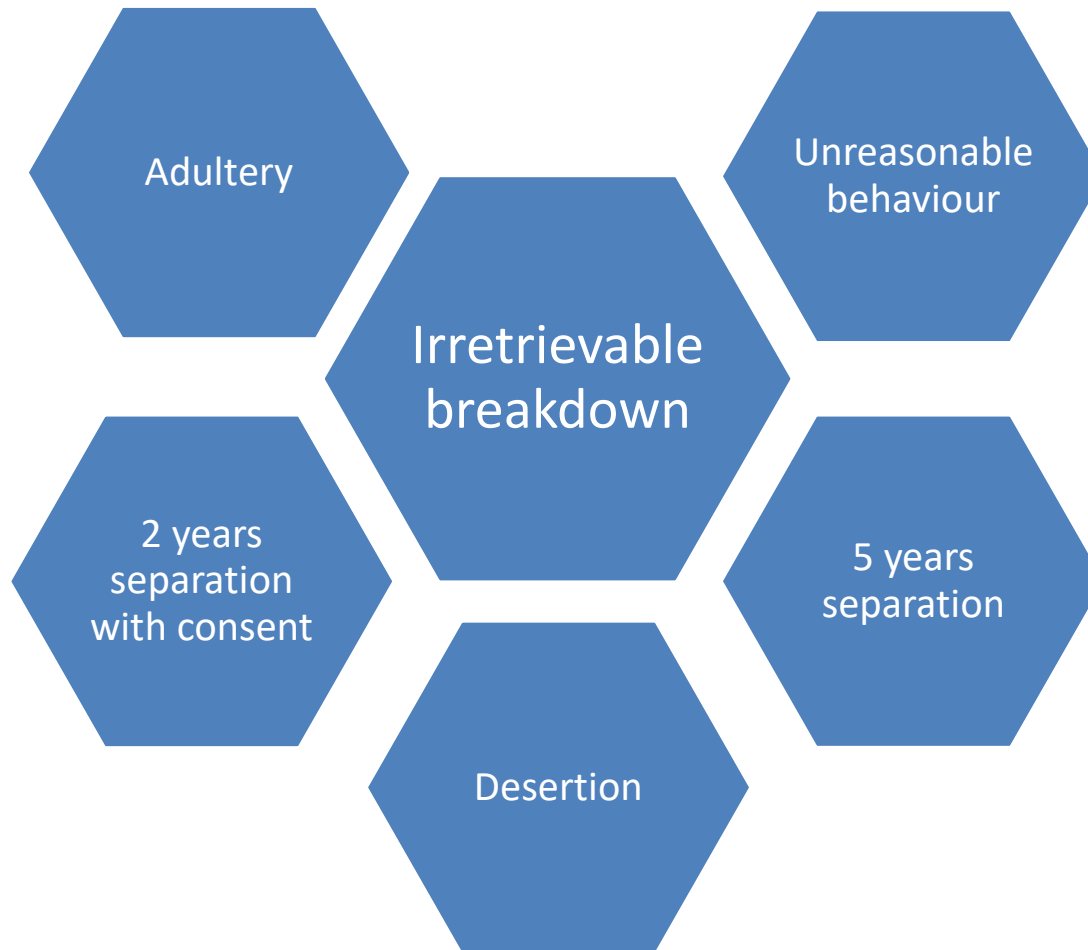 Adultery
Unreasonable
behaviour
Irretrievable
breakdown
2 years
separation
with consent
5 years
separation
Desertion